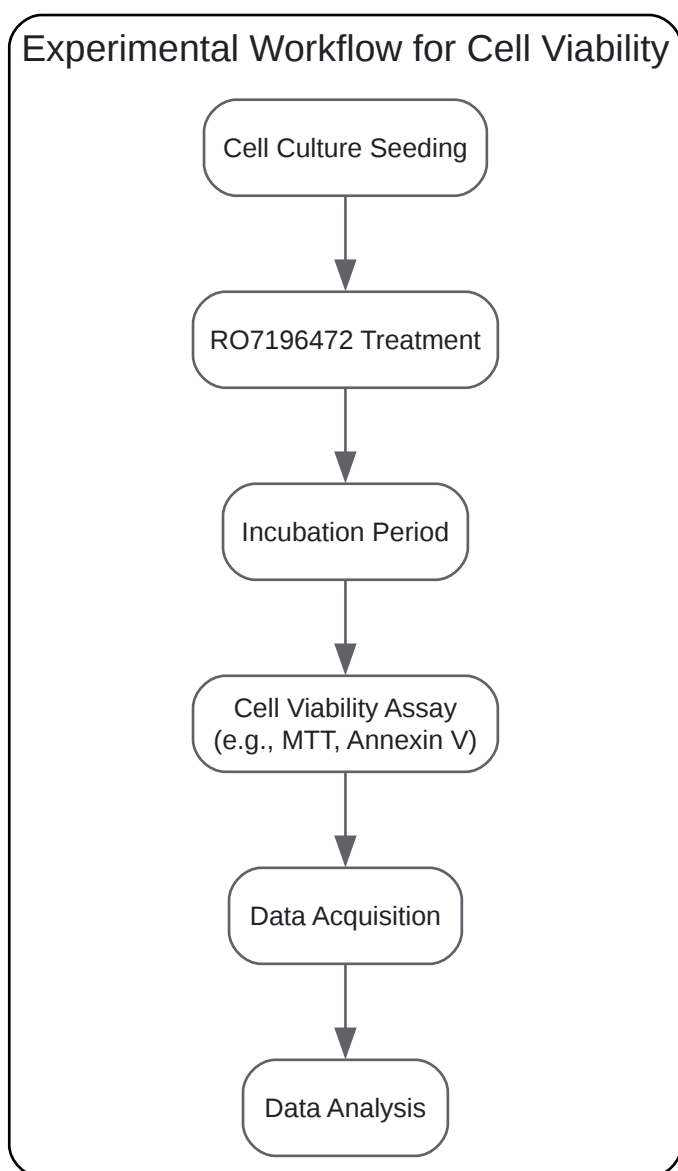 Experimental Workflow for Cell Viability
Cell Culture Seeding
RO7196472 Treatment
Incubation Period
Cell Viability Assay
(e.g., MTT, Annexin V)
Data Acquisition
Data Analysis